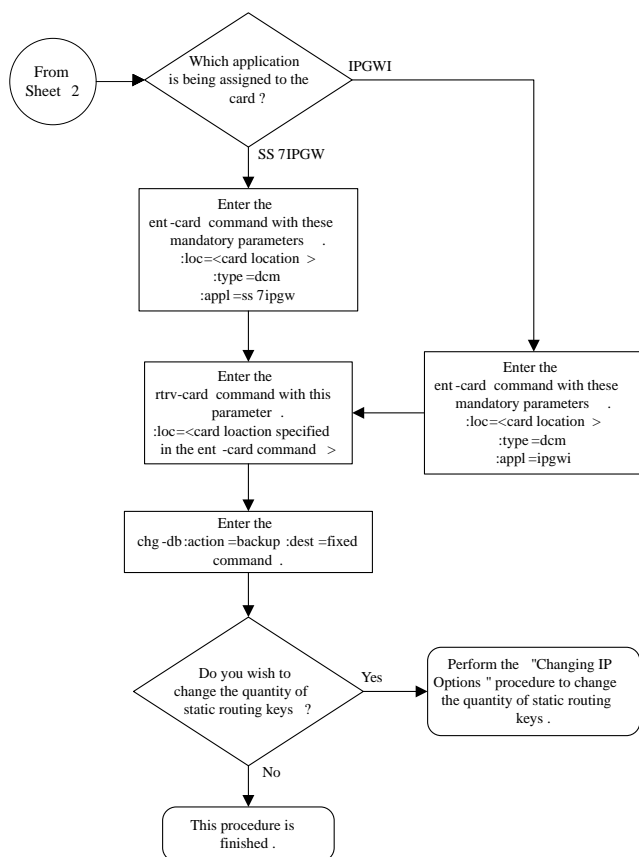 From
Sheet 2
Which application
is being assigned to the
card ?
IPGWI
SS 7IPGW
Enter the
ent -card command with these
mandatory parameters .
:loc=<card location >
:type =dcm
:appl =ss 7ipgw
Enter the
rtrv-card command with this
parameter .
:loc=<card loaction specified
in the ent -card command >
Enter the
ent -card command with these
mandatory parameters .
:loc=<card location >
:type =dcm
:appl =ipgwi
Enter the
chg -db :action =backup :dest =fixed
command .
Do you wish to
change the quantity of
static routing keys ?
Yes
Perform the "Changing IP
Options " procedure to change
the quantity of static routing
keys .
No
This procedure is
finished .